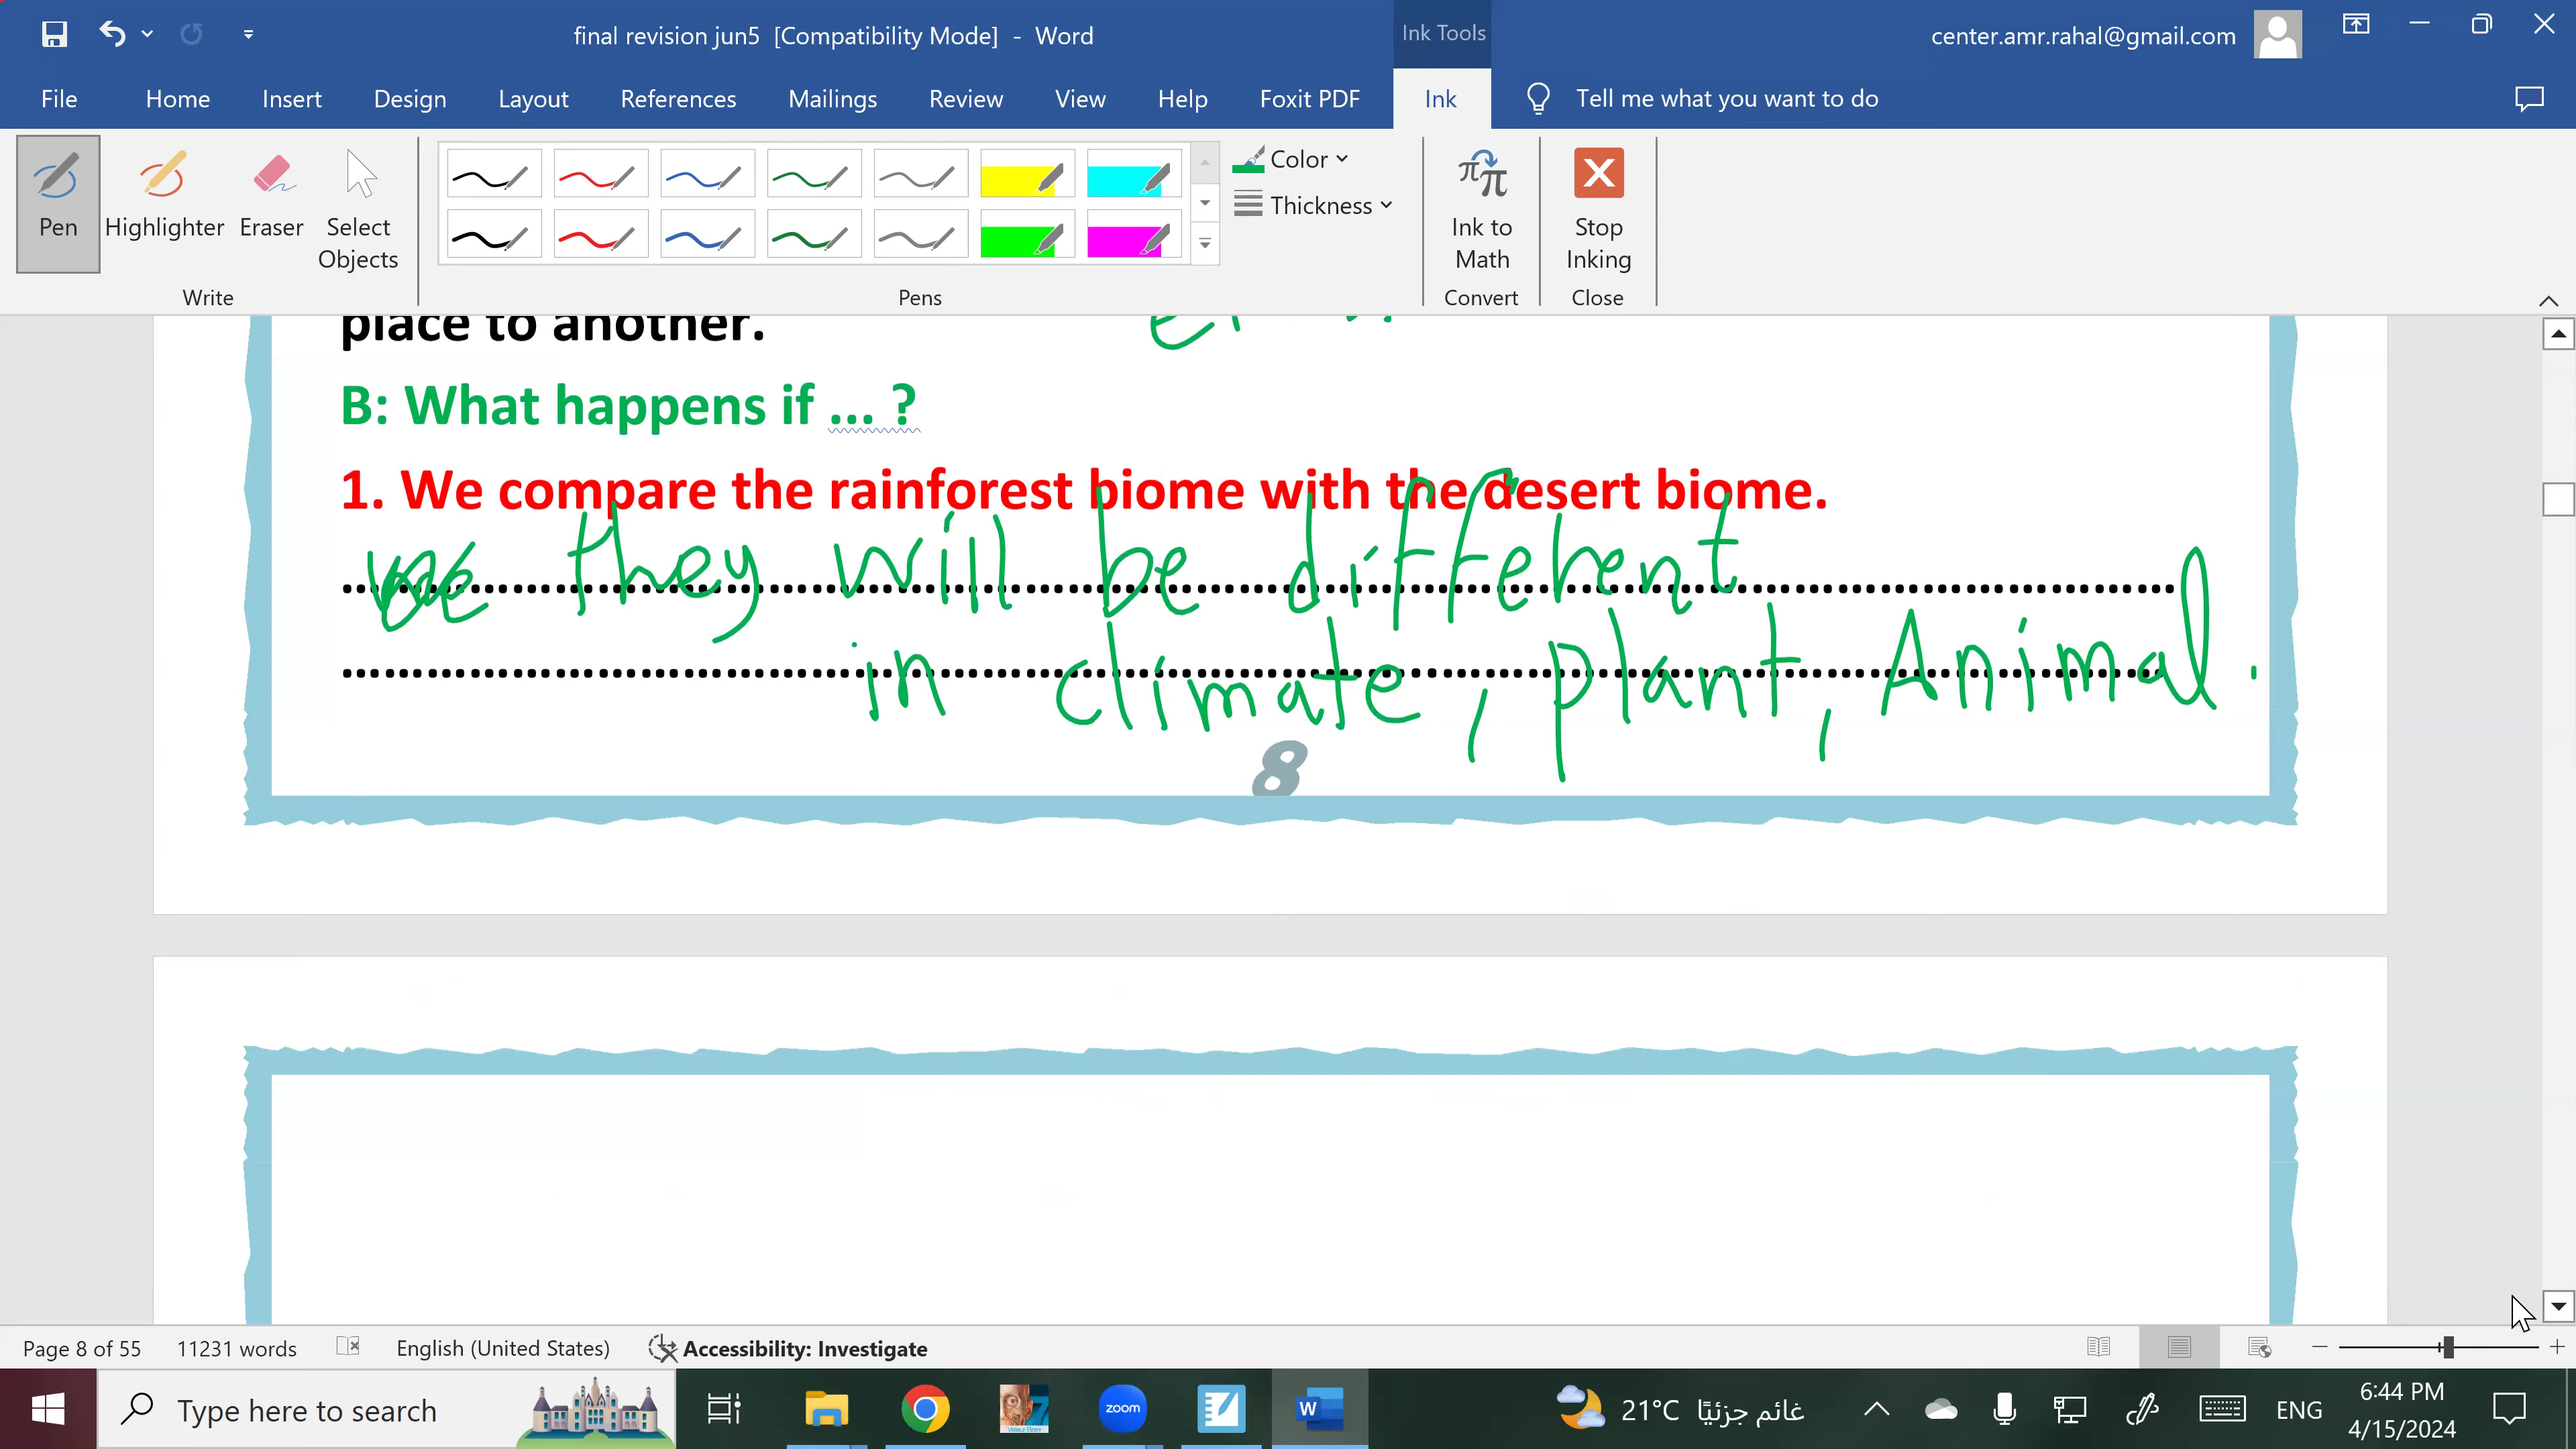 final revision jun5 [Compatibility Mode] - Word
Ink Tools
center.amr.rahal@gmail.com
File Home Insert Design Layout References Mailings Review View Help Foxit PDF Ink Tell me what you want to do
Pen Highlighter Eraser Select Objects
Color
Thickness
Ink to Math
Stop Inking
Write Pens Convert Close
place to another.
B: What happens if ... ?
1. We compare the rainforest biome with the desert biome.
they will be different
in climate, plant, Animal.
8
Page 8 of 55 11231 words English (United States) Accessibility: Investigate
Type here to search
zoom
W
21°C غائم جزئيًا
ENG
6:44 PM
4/15/2024